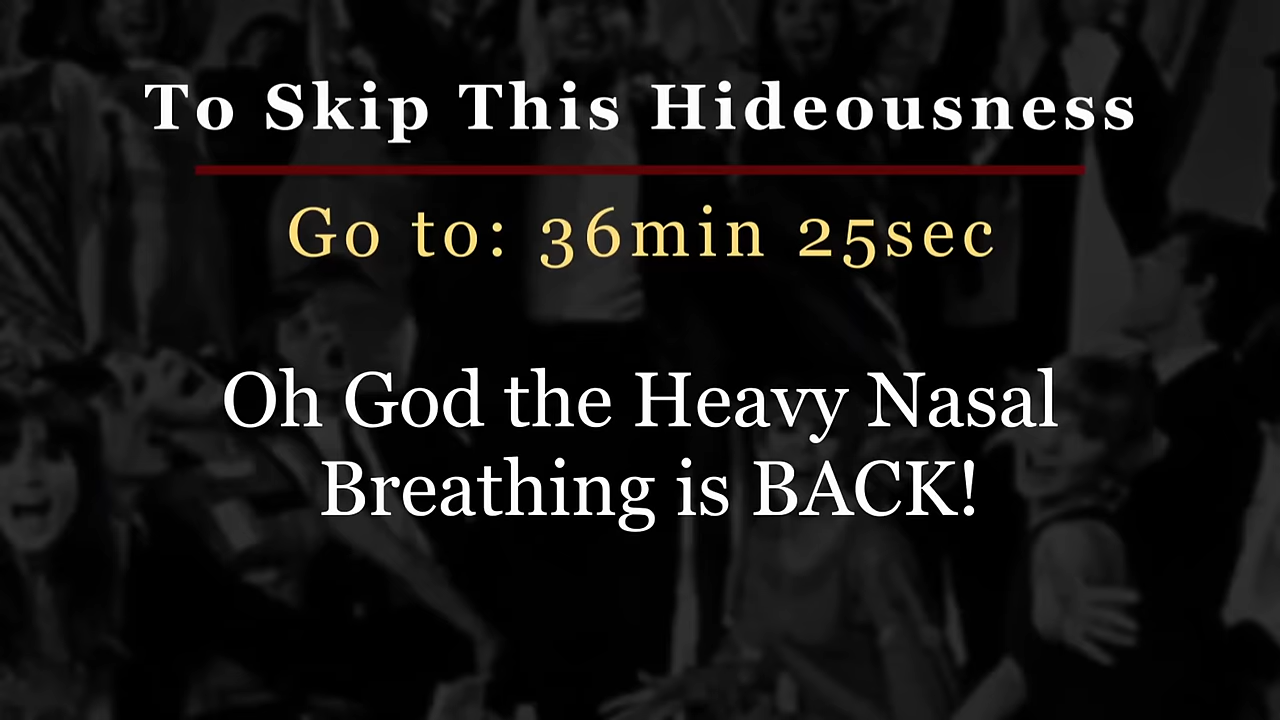 To Skip This Hideousness
Go to: 36min 25sec
Oh God the Heavy Nasal
Breathing is BACK!